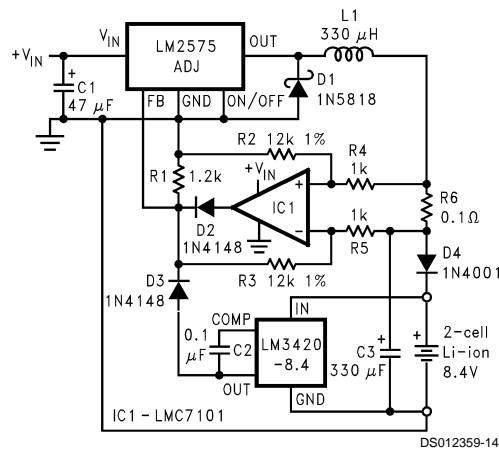 L1
330 µH
+VIN
VIN
LM2575
ADJ
OUT
FB
GND
ON/OFF
+
C1
47 µF
D1
1N5818
R2 12k 1%
R4
1k
R1
1.2k
+VIN
+
IC1
−
R6
0.1Ω
1k
R5
D2
1N4148
D4
1N4001
D3
1N4148
R3 12k 1%
IN
COMP
0.1
µF
C2
LM3420
-8.4
OUT
GND
+
C3
330 µF
+
2-cell
Li-ion
8.4V
IC1-LMC7101
DS012359-14